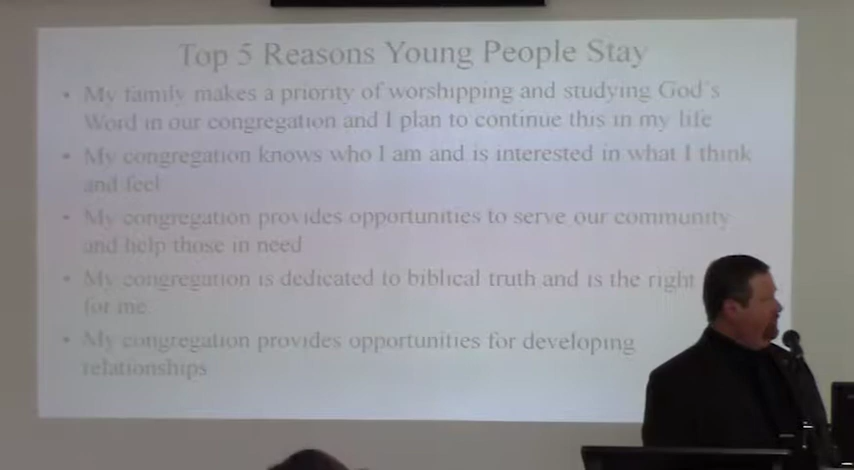 Top 5 Reasons Young People Stay
• My family makes a priority of worshipping and studying God's
Word in our congregation and I plan to continue this in my life
• My congregation knows who I am and is interested in what I think
and feel
• My congregation provides opportunities to serve our community
and help those in need
• My congregation is dedicated to biblical truth and is the right
for me.
• My congregation provides opportunities for developing
relationships